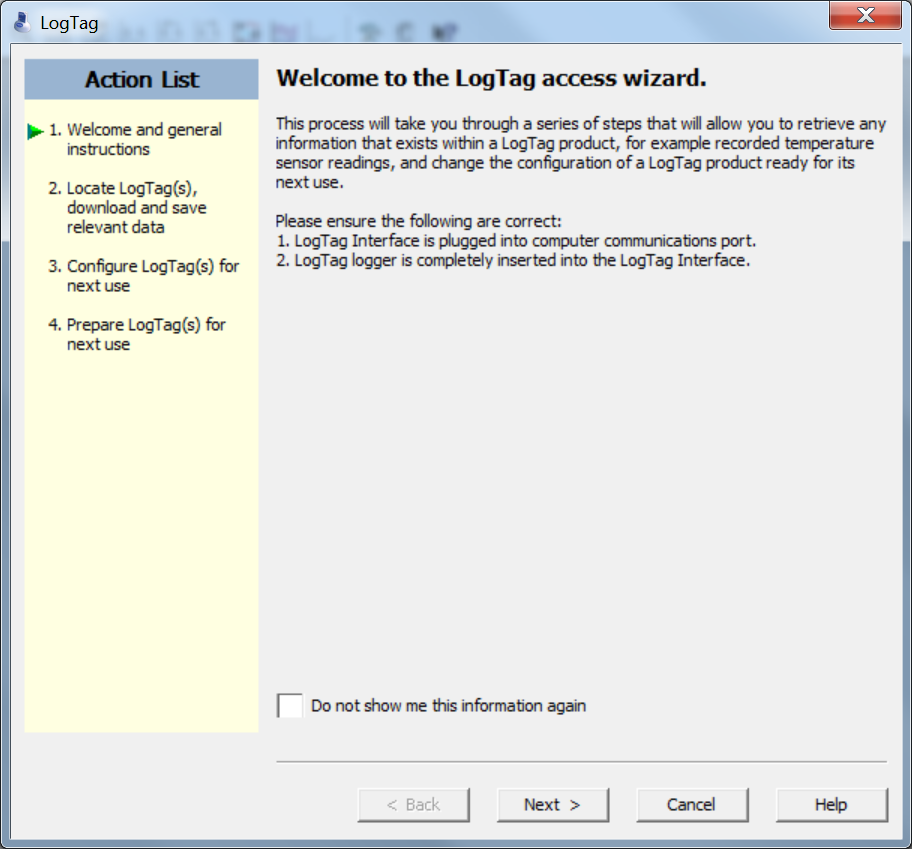 LogTag
Action List
1. Welcome and general
instructions
2. Locate LogTag(s),
download and save
relevant data
3. Configure LogTag(s) for
next use
4. Prepare LogTag(s) for
next use
Welcome to the LogTag access wizard.
This process will take you through a series of steps that will allow you to retrieve any
information that exists within a LogTag product, for example recorded temperature
sensor readings, and change the configuration of a LogTag product ready for its
next use.
Please ensure the following are correct:
1. LogTag Interface is plugged into computer communications port.
2. LogTag logger is completely inserted into the LogTag Interface.
Do not show me this information again
< Back
Next >
Cancel
Help